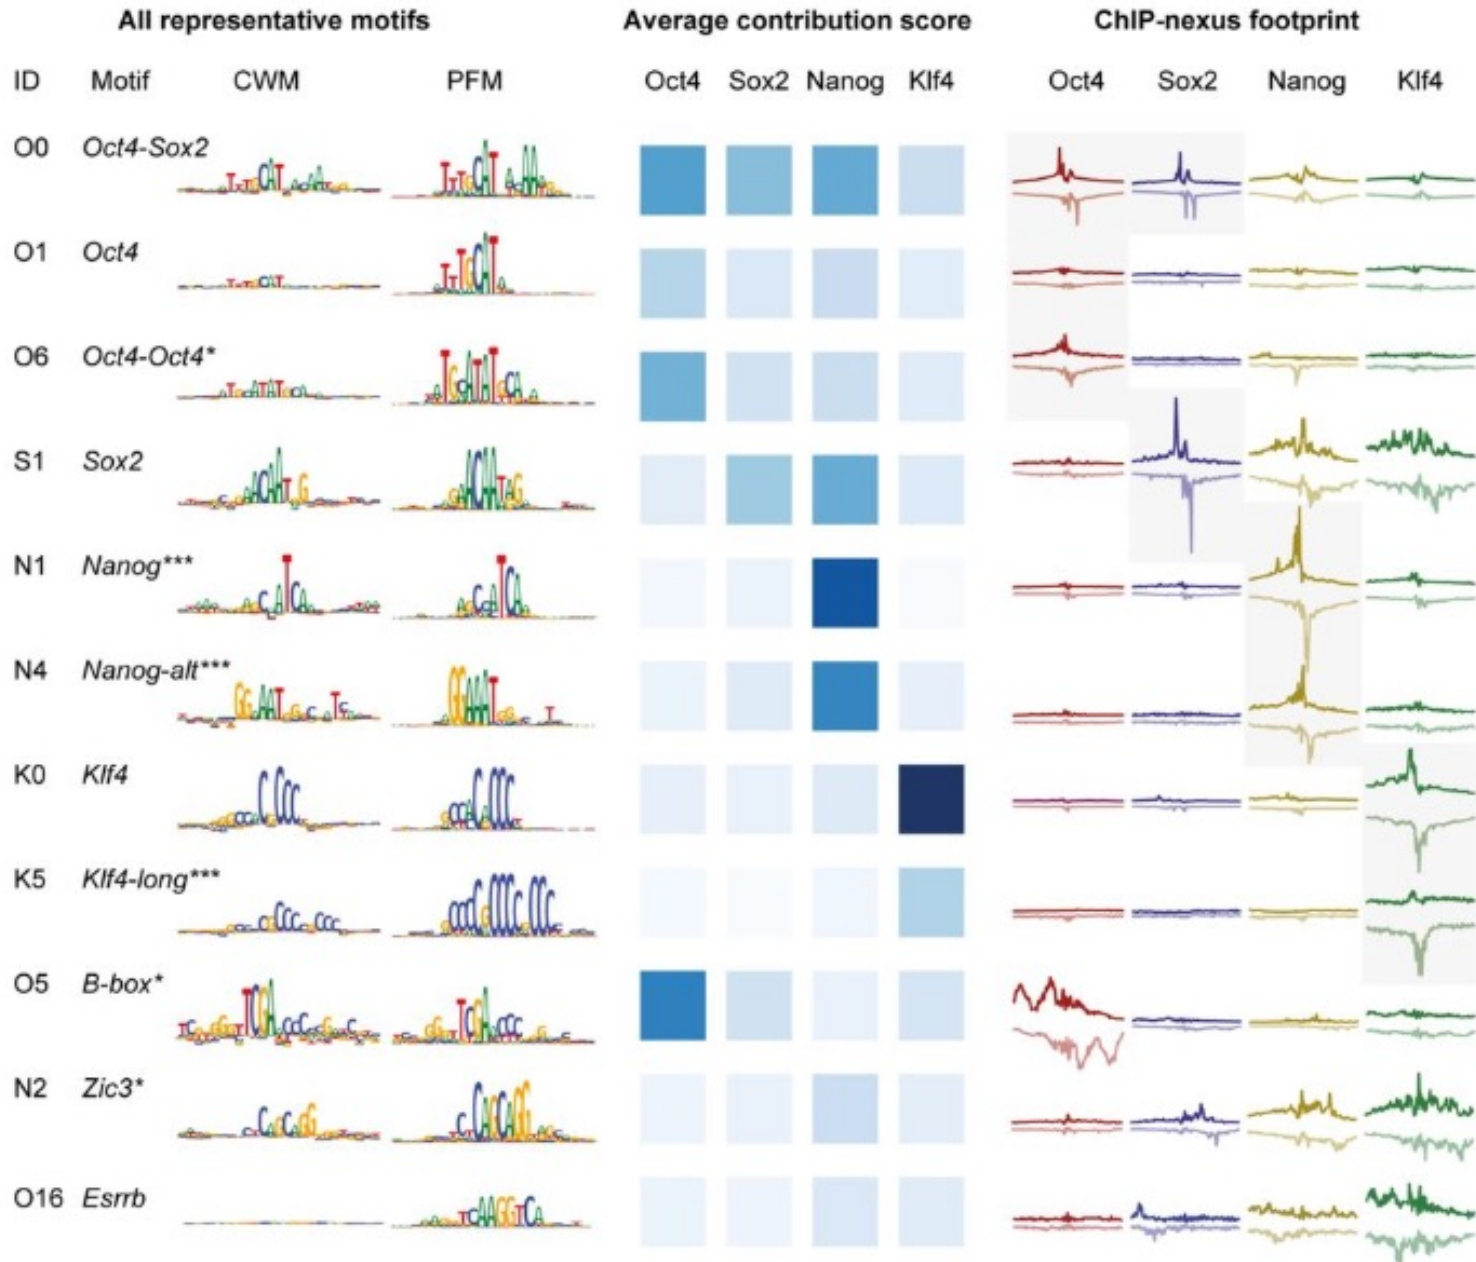 All representative motifs Average contribution score ChIP-nexus footprint
ID Motif CWM PFM Oct4 Sox2 Nanog Klf4 Oct4 Sox2 Nanog Klf4
O0 Oct4-Sox2
O1 Oct4
O6 Oct4-Oct4*
S1 Sox2
N1 Nanog***
N4 Nanog-alt***
K0 Klf4
K5 Klf4-long***
O5 B-box*
N2 Zic3*
O16 Esrrb